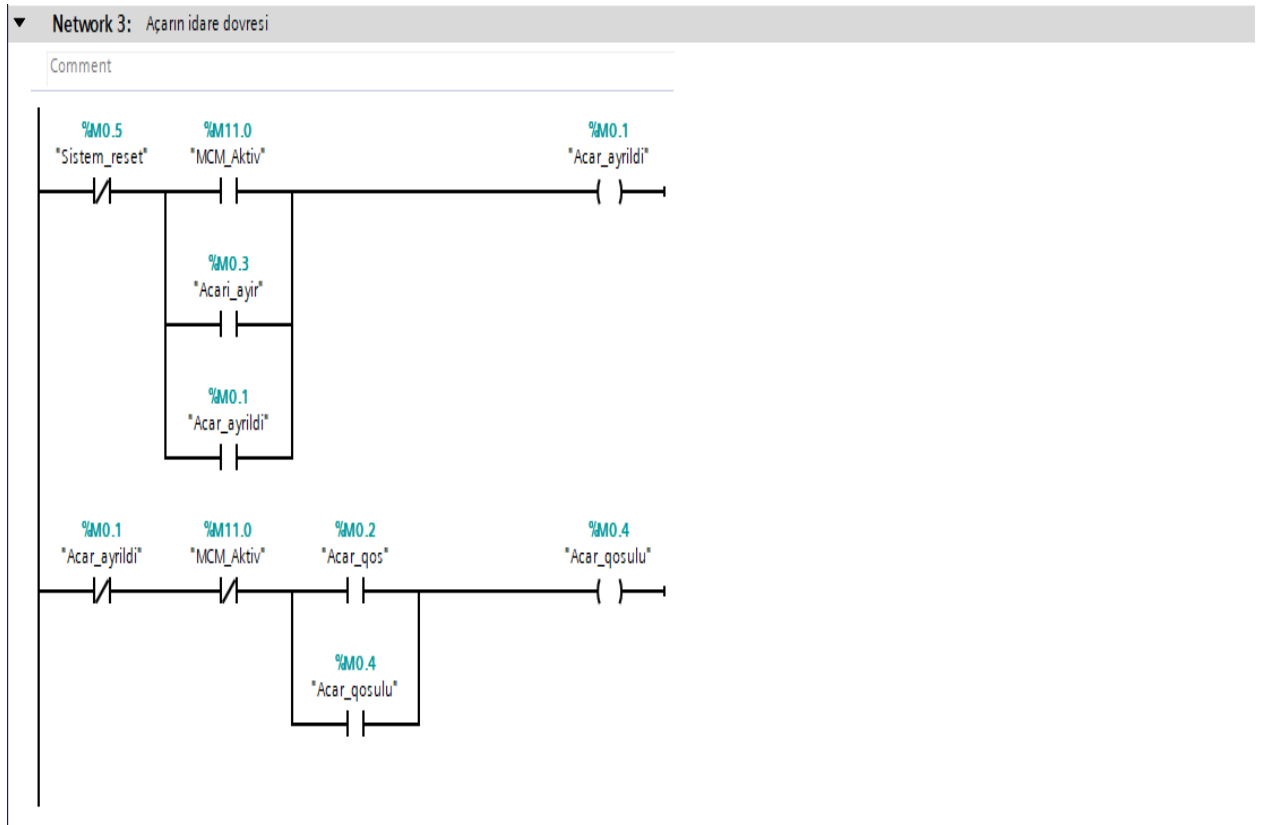 Network 3: Açarın idare dovresi
Comment
%M0.5 %M11.0 %M0.1
"Sistem_reset" "MCM_Aktiv" "Acar_ayrildi"
%M0.3
"Acari_ayir"
%M0.1
"Acar_ayrildi"
%M0.1 %M11.0 %M0.2 %M0.4
"Acar_ayrildi" "MCM_Aktiv" "Acar_qos" "Acar_qosulu"
%M0.4
"Acar_qosulu"